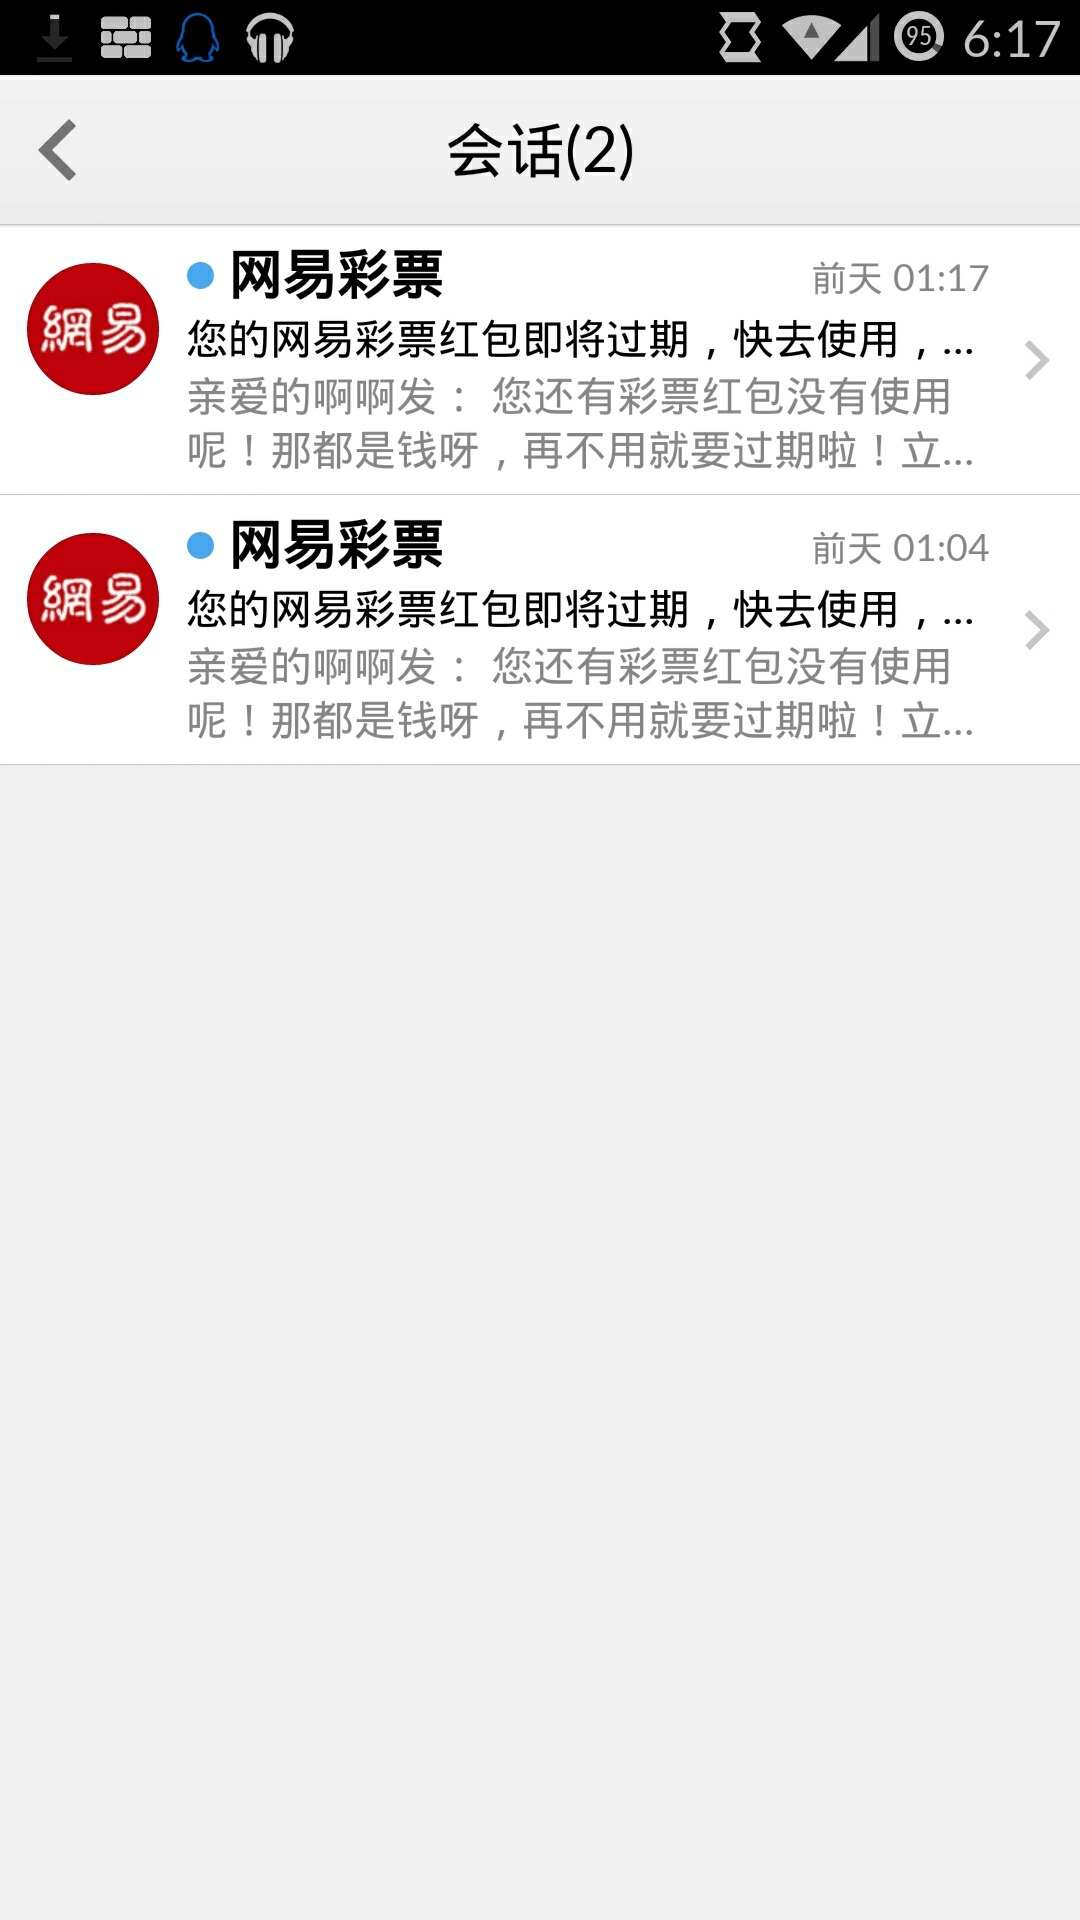 95 6:17
会话(2)
網易
网易彩票 前天 01:17
您的网易彩票红包即将过期，快去使用，...
亲爱的啊啊发： 您还有彩票红包没有使用
呢！那都是钱呀，再不用就要过期啦！立...
網易
网易彩票 前天 01:04
您的网易彩票红包即将过期，快去使用，...
亲爱的啊啊发： 您还有彩票红包没有使用
呢！那都是钱呀，再不用就要过期啦！立...